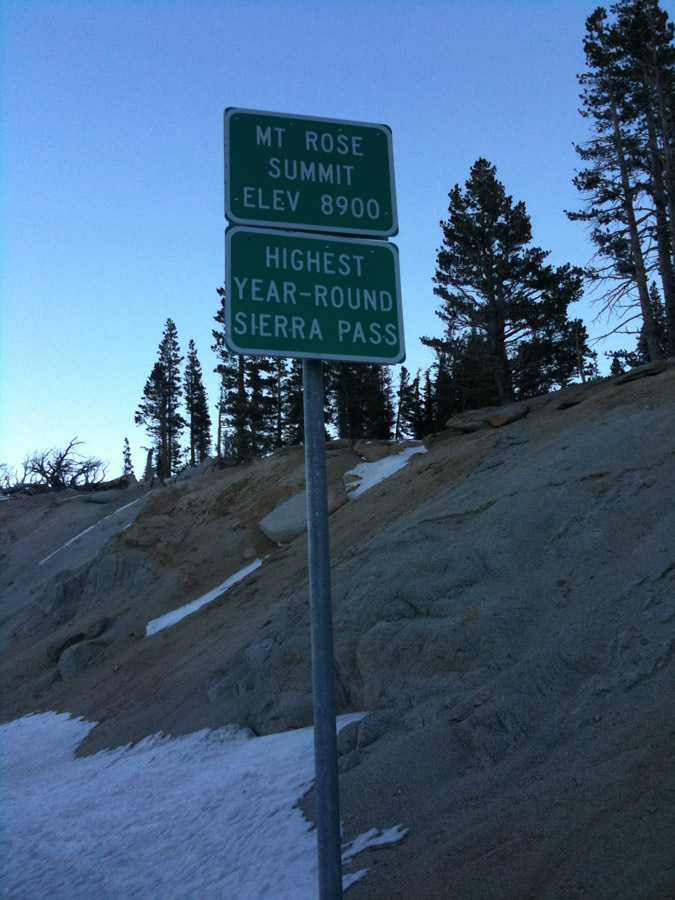 MT ROSE
SUMMIT
ELEV 8900
HIGHEST
YEAR-ROUND
SIERRA PASS